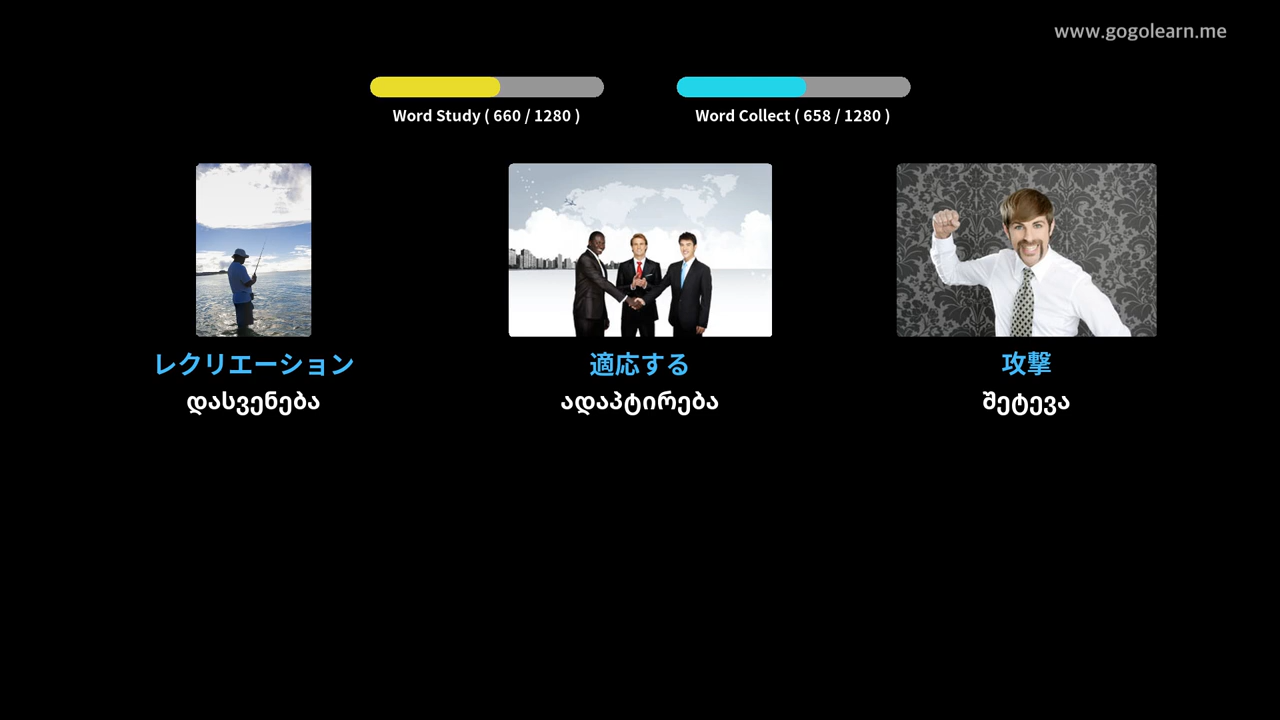 www.gogolearn.me
Word Study ( 660 / 1280 )
Word Collect ( 658 / 1280 )
レクリエーション
დასვენება
適応する
ადაპტირება
攻撃
შეტევა